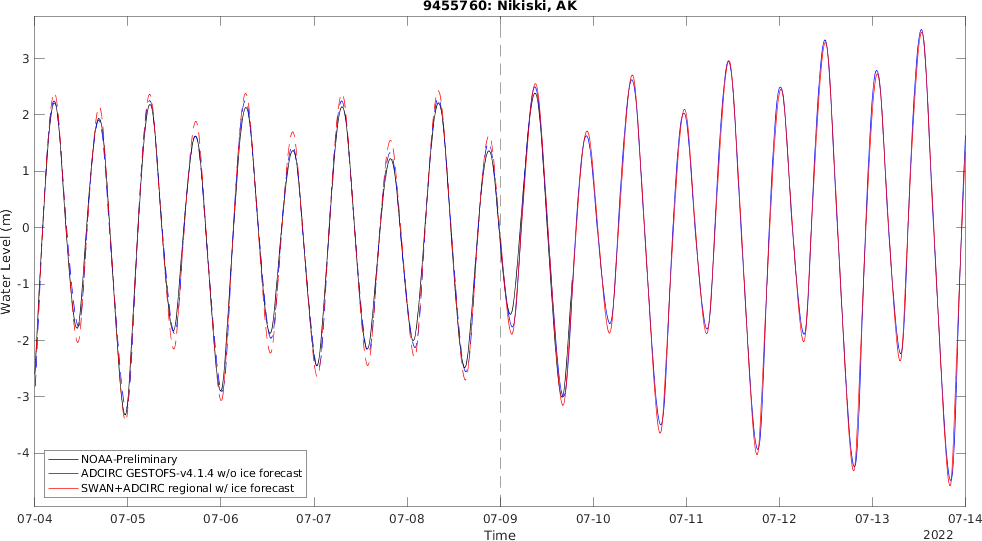 9455760: Nikiski, AK
3
2
1
0
-1
-2
-3
-4
Water Level (m)
NOAA-Preliminary
ADCIRC GESTOFS-v4.1.4 w/o ice forecast
SWAN+ADCIRC regional w/ ice forecast
07-04 07-05 07-06 07-07 07-08 07-09 07-10 07-11 07-12 07-13 07-14
Time
2022